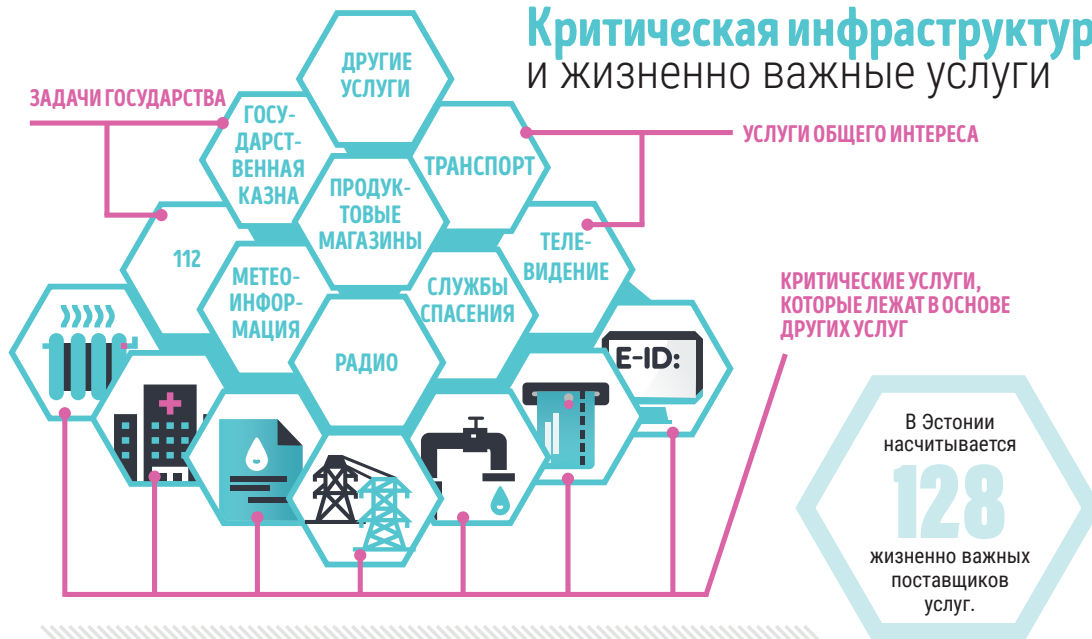 Критическая инфраструктур
и жизненно важные услуги
ЗАДАЧИ ГОСУДАРСТВА
УСЛУГИ ОБЩЕГО ИНТЕРЕСА
ДРУГИЕ
УСЛУГИ
ГОСУ-
ДАРСТ-
ВЕННАЯ
КАЗНА
ТРАНСПОРТ
ПРОДУК-
ТОВЫЕ
МАГАЗИНЫ
112
ТЕЛЕ-
ВИДЕНИЕ
МЕТЕО-
ИНФОР-
МАЦИЯ
СЛУЖБЫ
СПАСЕНИЯ
РАДИО
E-ID:
КРИТИЧЕСКИЕ УСЛУГИ,
КОТОРЫЕ ЛЕЖАТ В ОСНОВЕ
ДРУГИХ УСЛУГ
В Эстонии
насчитывается
128
жизненно важных
поставщиков
услуг.